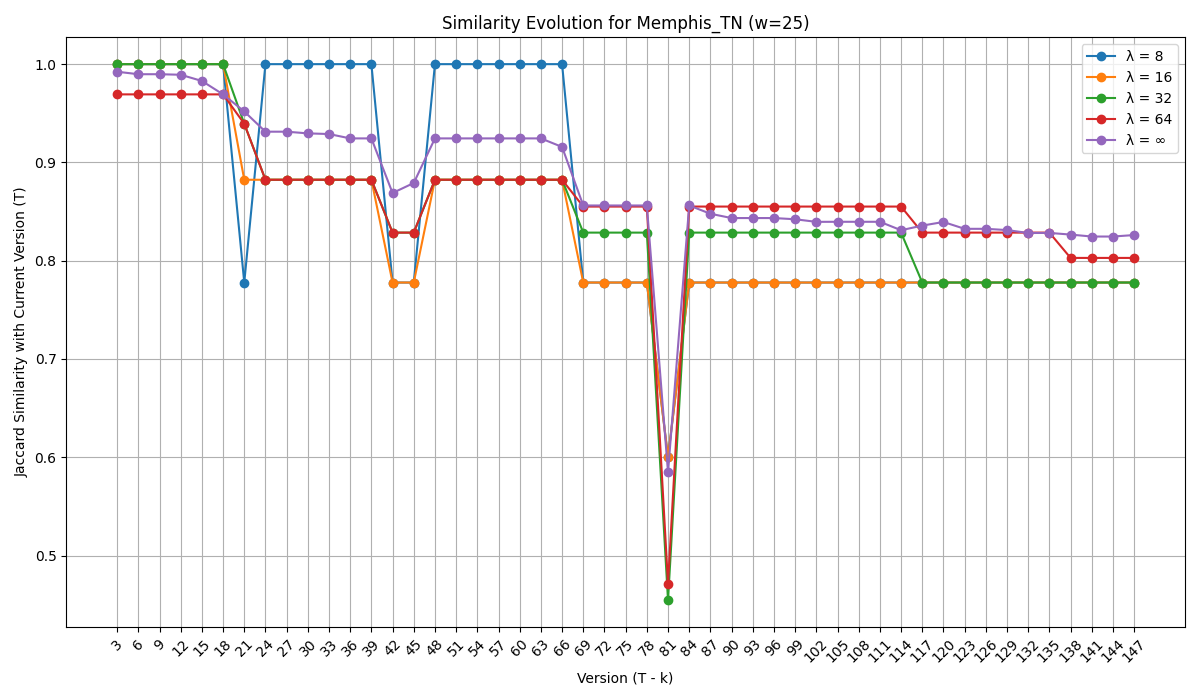 Similarity Evolution for Memphis_TN (w=25)
Jaccard Similarity with Current Version (T)
1.0
0.9
0.8
0.7
0.6
0.5
λ = 8
λ = 16
λ = 32
λ = 64
λ = ∞
3 6 9 12 15 18 21 24 27 30 33 36 39 42 45 48 51 54 57 60 63 66 69 72 75 78 81 84 87 90 93 96 99 102 105 108 111 114 117 120 123 126 129 132 135 138 141 144 147
Version (T - k)